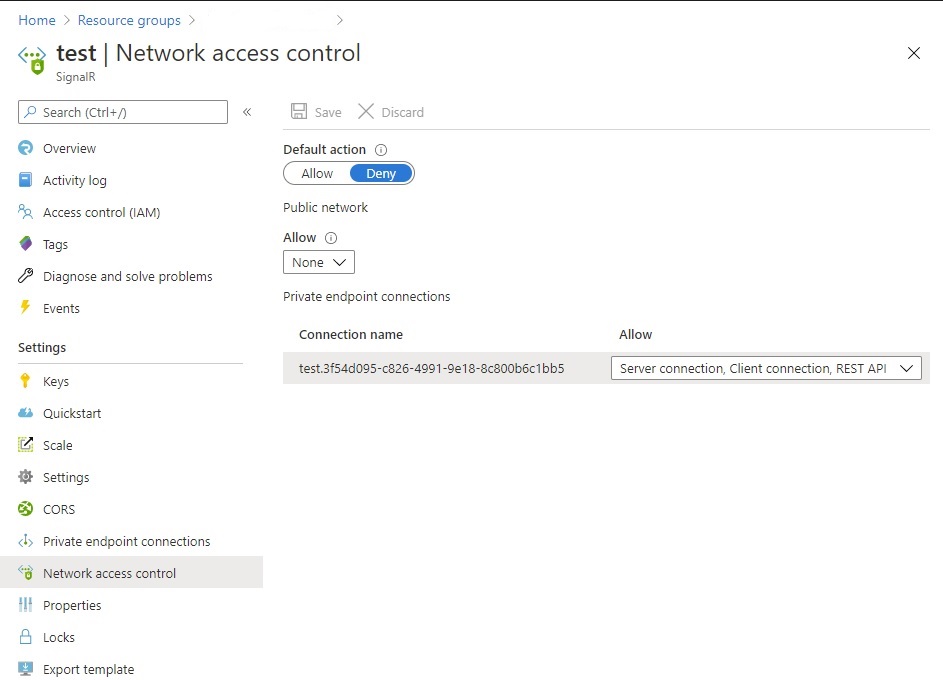 Home > Resource groups > >
test | Network access control
SignalR
Search (Ctrl+/)
«
Overview
Activity log
Access control (IAM)
Tags
Diagnose and solve problems
Events
Settings
Keys
Quickstart
Scale
Settings
CORS
Private endpoint connections
Network access control
Properties
Locks
Export template
Save Discard
Default action
Allow Deny
Public network
Allow
None
Private endpoint connections
Connection name Allow
test.3f54d095-c826-4991-9e18-8c800b6c1bb5 Server connection, Client connection, REST API